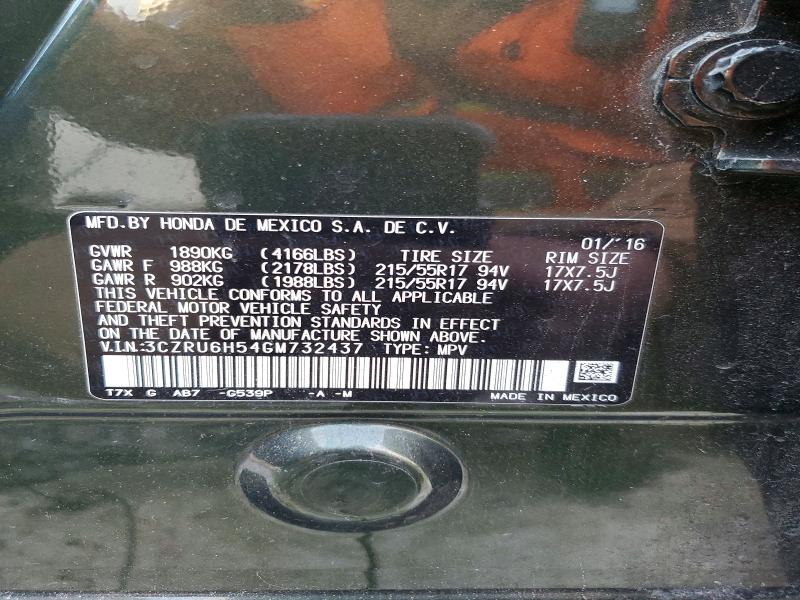 MFD.BY HONDA DE MEXICO S.A. DE C.V.
01/'16
GVWR 1890KG (4166LBS) TIRE SIZE RIM SIZE
GAWR F 988KG (2178LBS) 215/55R17 94V 17X7.5J
GAWR R 902KG (1988LBS) 215/55R17 94V 17X7.5J
THIS VEHICLE CONFORMS TO ALL APPLICABLE
FEDERAL MOTOR VEHICLE SAFETY
AND THEFT PREVENTION STANDARDS IN EFFECT
ON THE DATE OF MANUFACTURE SHOWN ABOVE.
V.I.N.:3CZRU6H54GM732437 TYPE: MPV
T7X G AB7 -G539P -A -M MADE IN MEXICO